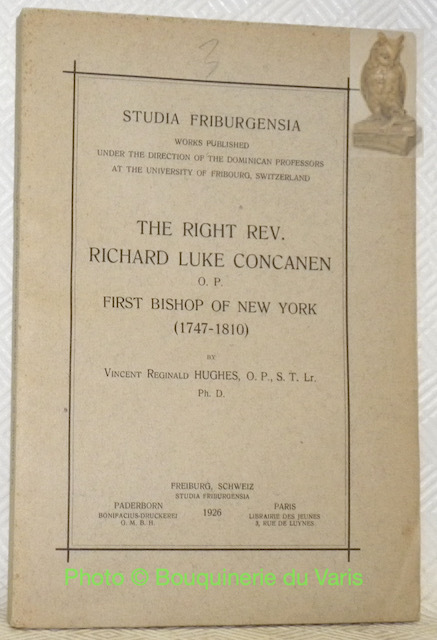 3
STUDIA FRIBURGENSIA
WORKS PUBLISHED
UNDER THE DIRECTION OF THE DOMINICAN PROFESSORS
AT THE UNIVERSITY OF FRIBOURG, SWITZERLAND
THE RIGHT REV.
RICHARD LUKE CONCANEN
O. P.
FIRST BISHOP OF NEW YORK
(1747-1810)
BY
VINCENT REGINALD HUGHES, O. P., S. T. Lr.
Ph. D.
FREIBURG, SCHWEIZ
STUDIA FRIBURGENSIA
PADERBORN
BONIFACIUS-DRUCKEREI
G. M. B. H.
1926
PARIS
LIBRAIRIE DES JEUNES
3, RUE DE LUYNES.
Photo © Bouquinerie du Varis